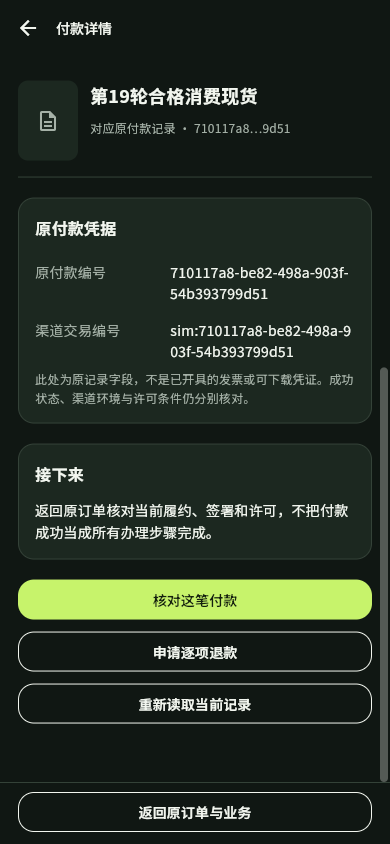 付款详情
第19轮合格消费现货
对应原付款记录 · 710117a8…9d51
原付款凭据
原付款编号
710117a8-be82-498a-903f-
54b393799d51
渠道交易编号
sim:710117a8-be82-498a-9
03f-54b393799d51
此处为原记录字段，不是已开具的发票或可下载凭证。成功
状态、渠道环境与许可条件仍分别核对。
接下来
返回原订单核对当前履约、签署和许可，不把付款
成功当成所有办理步骤完成。
核对这笔付款
申请逐项退款
重新读取当前记录
返回原订单与业务